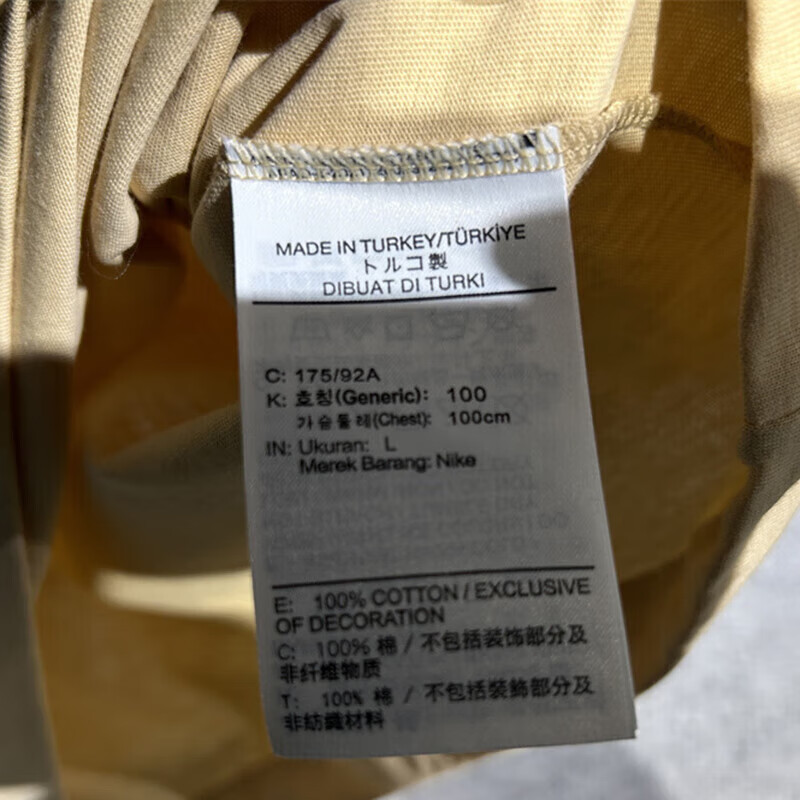 MADE IN TURKEY/TÜRKİYE
トルコ製
DIBUAT DI TURKI
C: 175/92A
K: 호칭(Generic): 100
가슴둘레(Chest): 100cm
IN: Ukuran: L
Merek Barang: Nike
E: 100% COTTON / EXCLUSIVE
OF DECORATION
C: 100% 棉 / 不包括装饰部分及
非纤维物质
T: 100% 棉 / 不包括裝飾部分及
非紡織材料